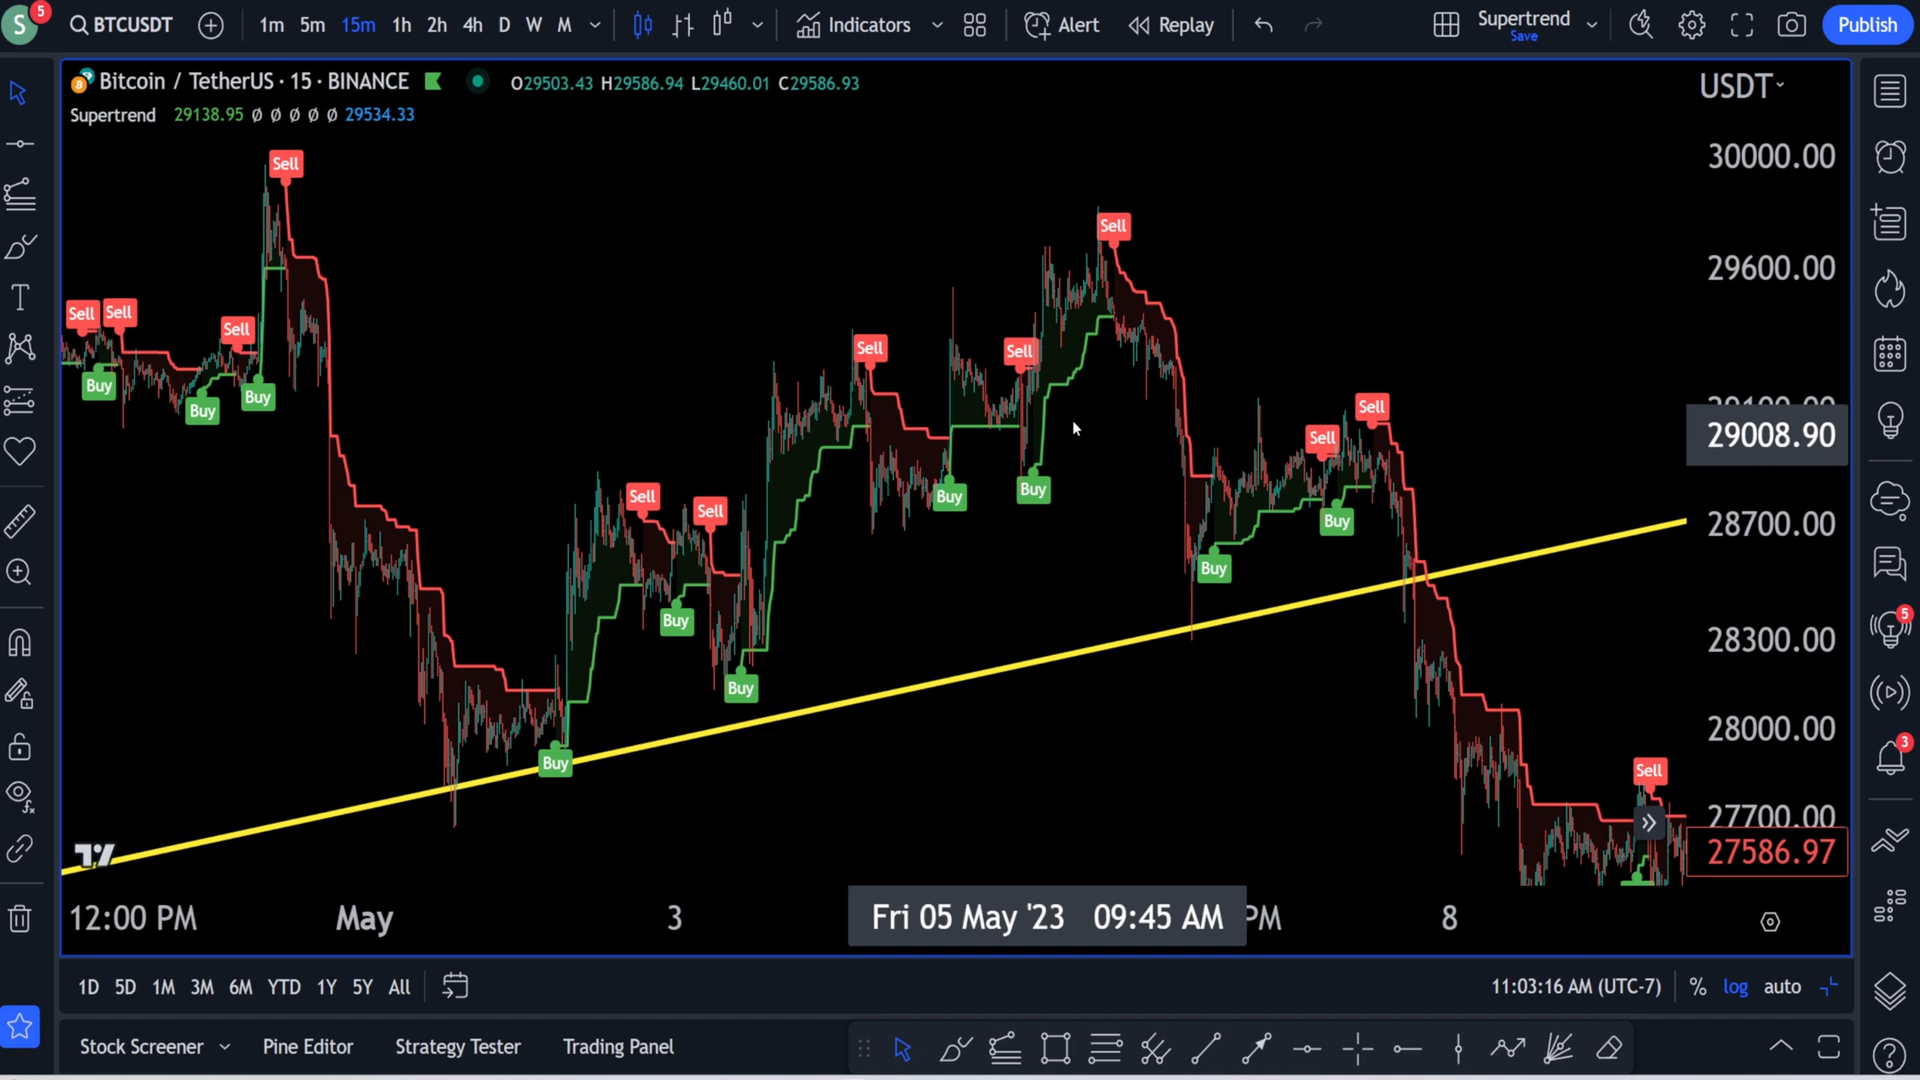 S
5
BTCUSDT
1m 5m 15m 1h 2h 4h D W M
Indicators
Alert
Replay
Supertrend
Save
Publish
Bitcoin / TetherUS · 15 · BINANCE
O29503.43 H29586.94 L29460.01 C29586.93
Supertrend 29138.95 Ø Ø Ø Ø Ø 29534.33
USDT
30000.00
29600.00
29008.90
28700.00
28300.00
28000.00
27700.00
27586.97
Sell
Sell
Sell
Sell
Buy
Buy
Buy
Sell
Sell
Buy
Buy
Buy
Sell
Sell
Sell
Buy
Buy
Sell
Sell
Buy
Buy
Sell
12:00 PM
May
3
Fri 05 May '23 09:45 AM
PM
8
5
3
1D 5D 1M 3M 6M YTD 1Y 5Y All
11:03:16 AM (UTC-7)
% log auto
Stock Screener
Pine Editor
Strategy Tester
Trading Panel